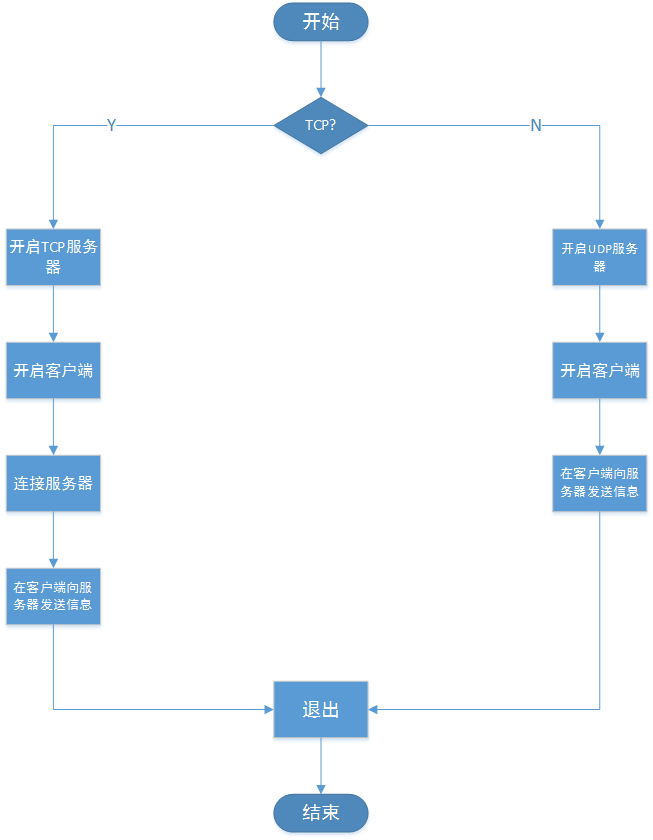 开始
TCP?
Y
N
开启TCP服务
器
开启UDP服务
器
开启客户端
开启客户端
连接服务器
在客户端向服
务器发送信息
在客户端向服
务器发送信息
退出
结束